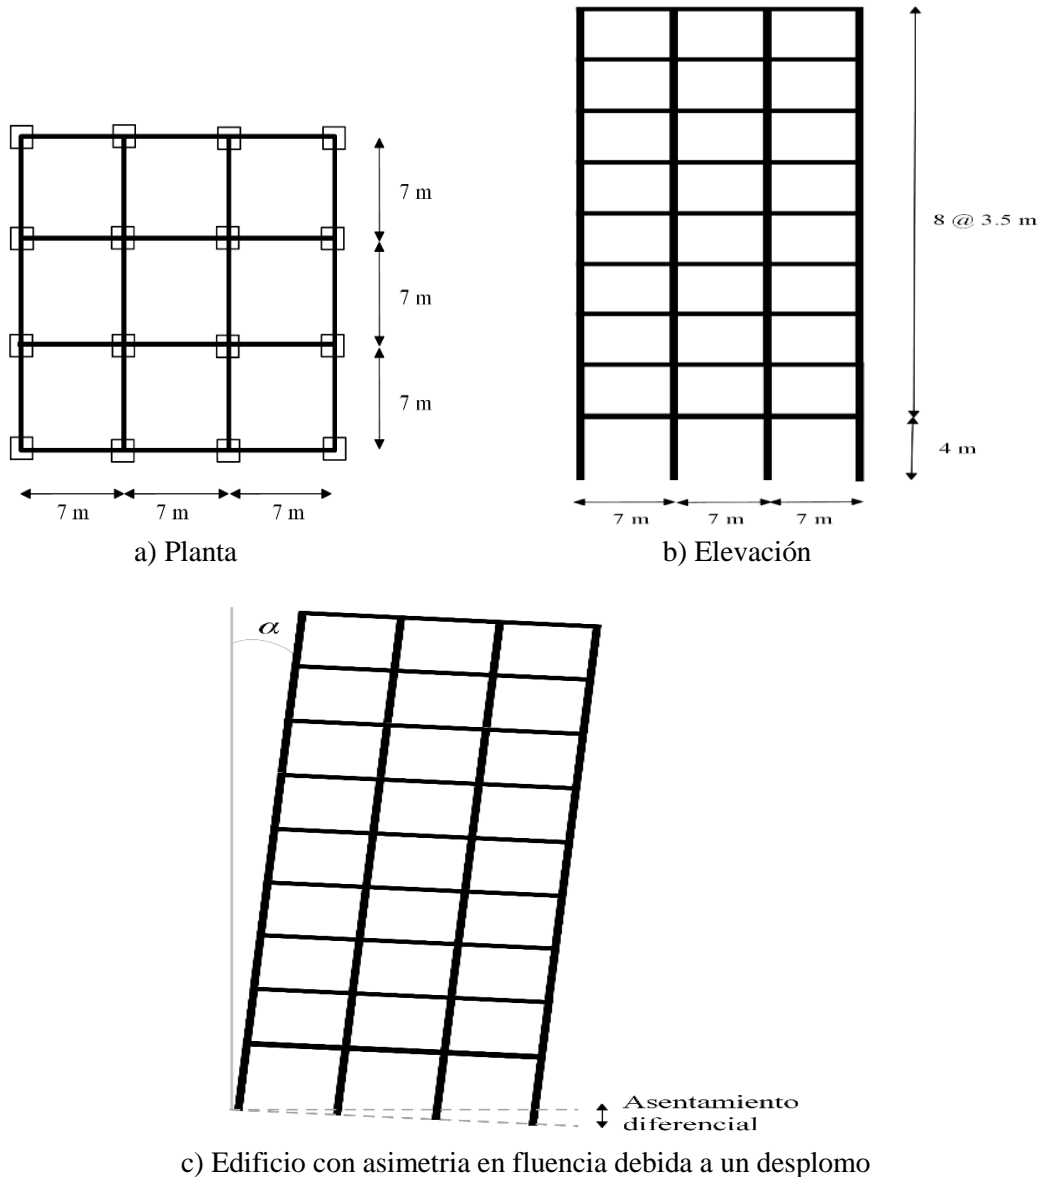 7 m
7 m
7 m
7 m
7 m
7 m
a) Planta
8 @ 3.5 m
4 m
7 m
7 m
7 m
b) Elevación
α
Asentamiento
diferencial
c) Edificio con asimetria en fluencia debida a un desplomo